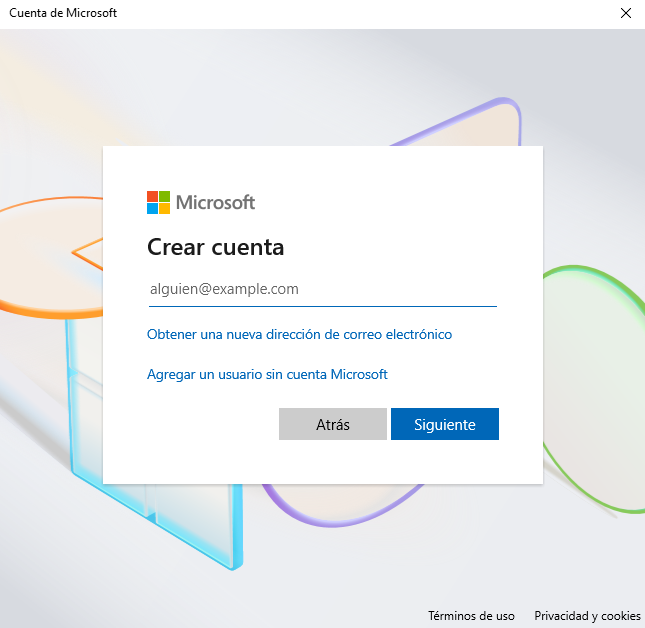 Cuenta de Microsoft
Microsoft
Crear cuenta
alguien@example.com
Obtener una nueva dirección de correo electrónico
Agregar un usuario sin cuenta Microsoft
Atrás Siguiente
Términos de uso Privacidad y cookies